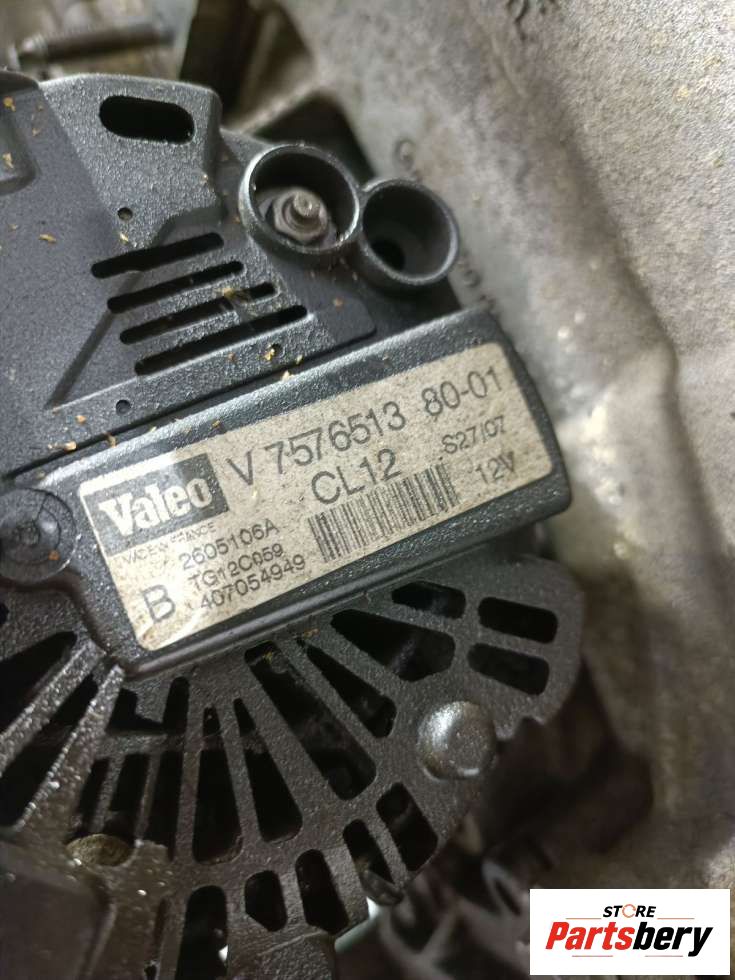 V 7576513 80-01
Valeo CL12 S27/07
MADE IN FRANCE 12V
2605106A
TG12C059
B 407054949
STORE
Partsbery